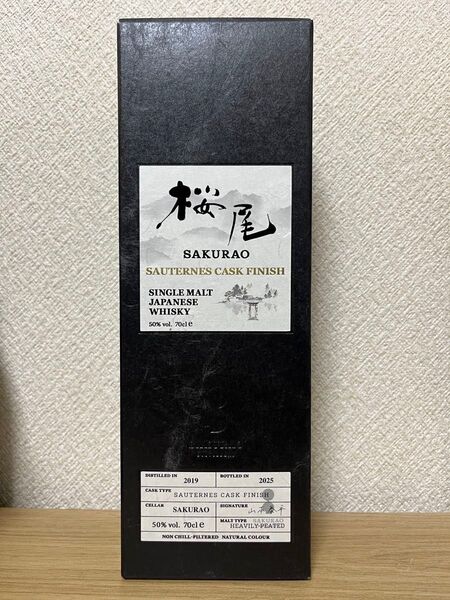 桜尾
SAKURAO
SAUTERNES CASK FINISH
SINGLE MALT
JAPANESE
WHISKY
50% vol. 70cl e
DISTILLED IN 2019 BOTTLED IN 2025
CASK TYPE SAUTERNES CASK FINISH
CELLAR SAKURAO SIGNATURE
50% vol. 70cl e MALT TYPE SAKURAO
HEAVILY-PEATED
NON CHILL-FILTERED NATURAL COLOUR